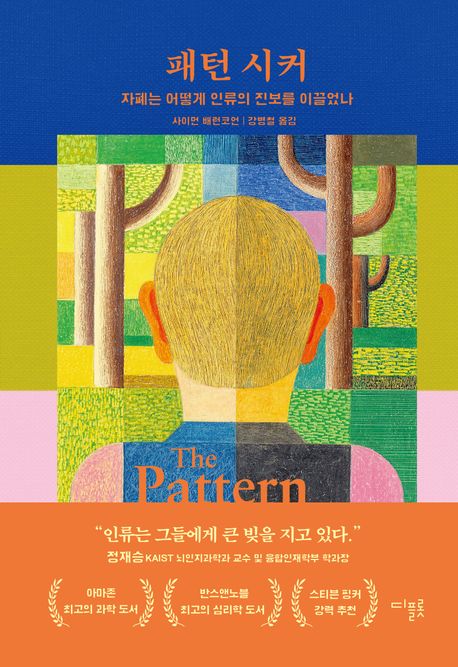 패턴 시커
자폐는 어떻게 인류의 진보를 이끌었나
사이먼 배런코언 | 강병철 옮김
The
Pattern
“인류는 그들에게 큰 빚을 지고 있다.”
정재승 KAIST 뇌인지과학과 교수 및 융합인재학부 학과장
아마존
최고의 과학 도서
반스앤노블
최고의 심리학 도서
스티븐 핑커
강력 추천
디플롯